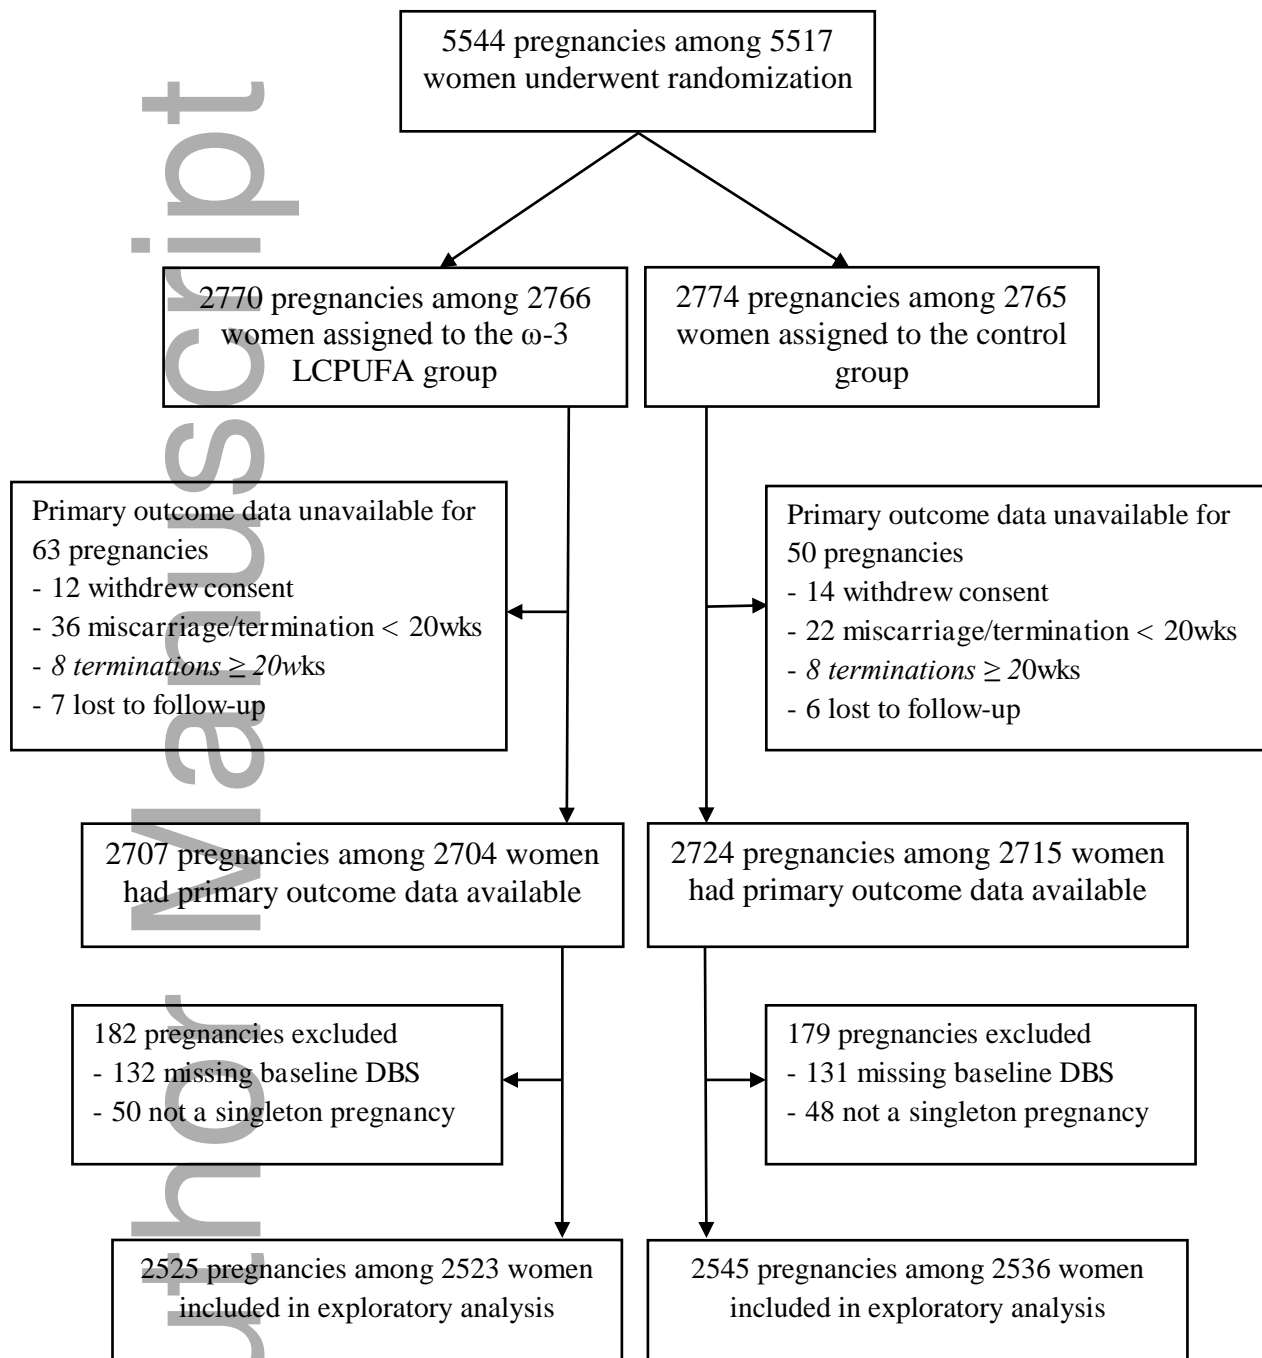 5544 pregnancies among 5517
women underwent randomization
2770 pregnancies among 2766
women assigned to the ω-3
LCPUFA group
2774 pregnancies among 2765
women assigned to the control
group
Primary outcome data unavailable for
63 pregnancies
- 12 withdrew consent
- 36 miscarriage/termination < 20wks
- 8 terminations ≥ 20wks
- 7 lost to follow-up
Primary outcome data unavailable for
50 pregnancies
- 14 withdrew consent
- 22 miscarriage/termination < 20wks
- 8 terminations ≥ 20wks
- 6 lost to follow-up
2707 pregnancies among 2704 women
had primary outcome data available
2724 pregnancies among 2715 women
had primary outcome data available
182 pregnancies excluded
- 132 missing baseline DBS
- 50 not a singleton pregnancy
179 pregnancies excluded
- 131 missing baseline DBS
- 48 not a singleton pregnancy
2525 pregnancies among 2523 women
included in exploratory analysis
2545 pregnancies among 2536 women
included in exploratory analysis
uthor Manuscript